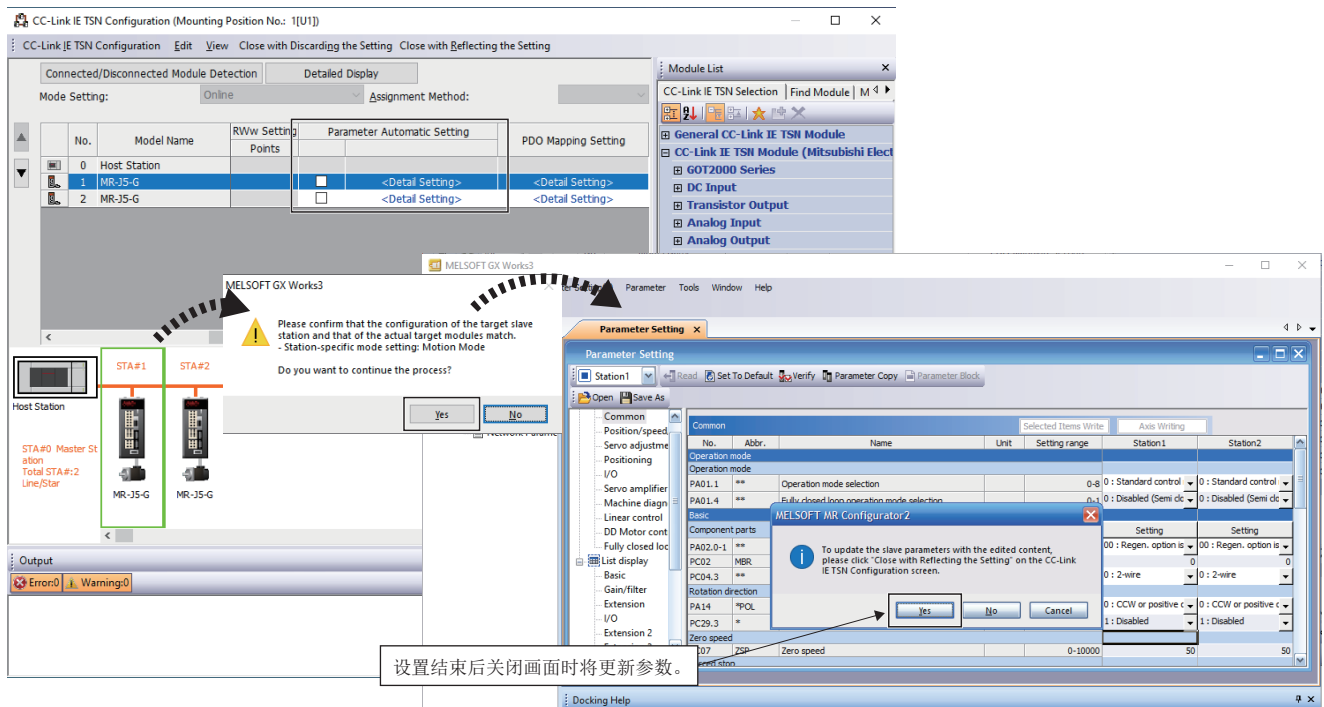 CC-Link IE TSN Configuration (Mounting Position No.: 1[U1])
CC-Link IE TSN Configuration Edit View Close with Discarding the Setting Close with Reflecting the Setting
Connected/Disconnected Module Detection Detailed Display
Mode Setting: Online Assignment Method:
No. Model Name RWw Setting Parameter Automatic Setting PDO Mapping Setting
Points
0 Host Station
1 MR-J5-G <Detail Setting> <Detail Setting>
2 MR-J5-G <Detail Setting> <Detail Setting>
Module List
CC-Link IE TSN Selection Find Module M
General CC-Link IE TSN Module
CC-Link IE TSN Module (Mitsubishi Elect
GOT2000 Series
DC Input
Transistor Output
Analog Input
Analog Output
STA#1 STA#2
Host Station
STA#0 Master St
ation
Total STA#:2
Line/Star
MR-J5-G MR-J5-G
Output
Error:0 Warning:0
MELSOFT GX Works3
Please confirm that the configuration of the target slave
station and that of the actual target modules match.
- Station-specific mode setting: Motion Mode
Do you want to continue the process?
Yes No
MELSOFT GX Works3
Parameter Tools Window Help
Parameter Setting
Parameter Setting
Station1 Read Set To Default Verify Parameter Copy Parameter Block
Open Save As
Common
Position/speed
Servo adjustme
Positioning
I/O
Servo amplifier
Machine diagn
Linear control
DD Motor cont
Fully closed loc
List display
Basic
Gain/filter
Extension
I/O
Extension 2
Common Selected Items Write Axis Writing
No. Abbr. Name Unit Setting range Station1 Station2
Operation mode
Operation mode
PA01.1 ** Operation mode selection 0-8 0 : Standard control 0 : Standard control
PA01.4 ** Fully closed loop operation mode selection 0-1 0 : Disabled (Semi clc 0 : Disabled (Semi clc
Basic
Component parts Setting Setting
PA02.0-1 ** 00 : Regen. option is 00 : Regen. option is
PC02 MBR 0 0
PC04.3 ** 0 : 2-wire 0 : 2-wire
Rotation direction
PA14 *POL 0 : CCW or positive c 0 : CCW or positive c
PC29.3 * 1 : Disabled 1 : Disabled
Zero speed
PC07 ZSP Zero speed 0-10000 50 50
MELSOFT MR Configurator2
To update the slave parameters with the edited content,
please click "Close with Reflecting the Setting" on the CC-Link
IE TSN Configuration screen.
Yes No Cancel
设置结束后关闭画面时将更新参数。
Docking Help